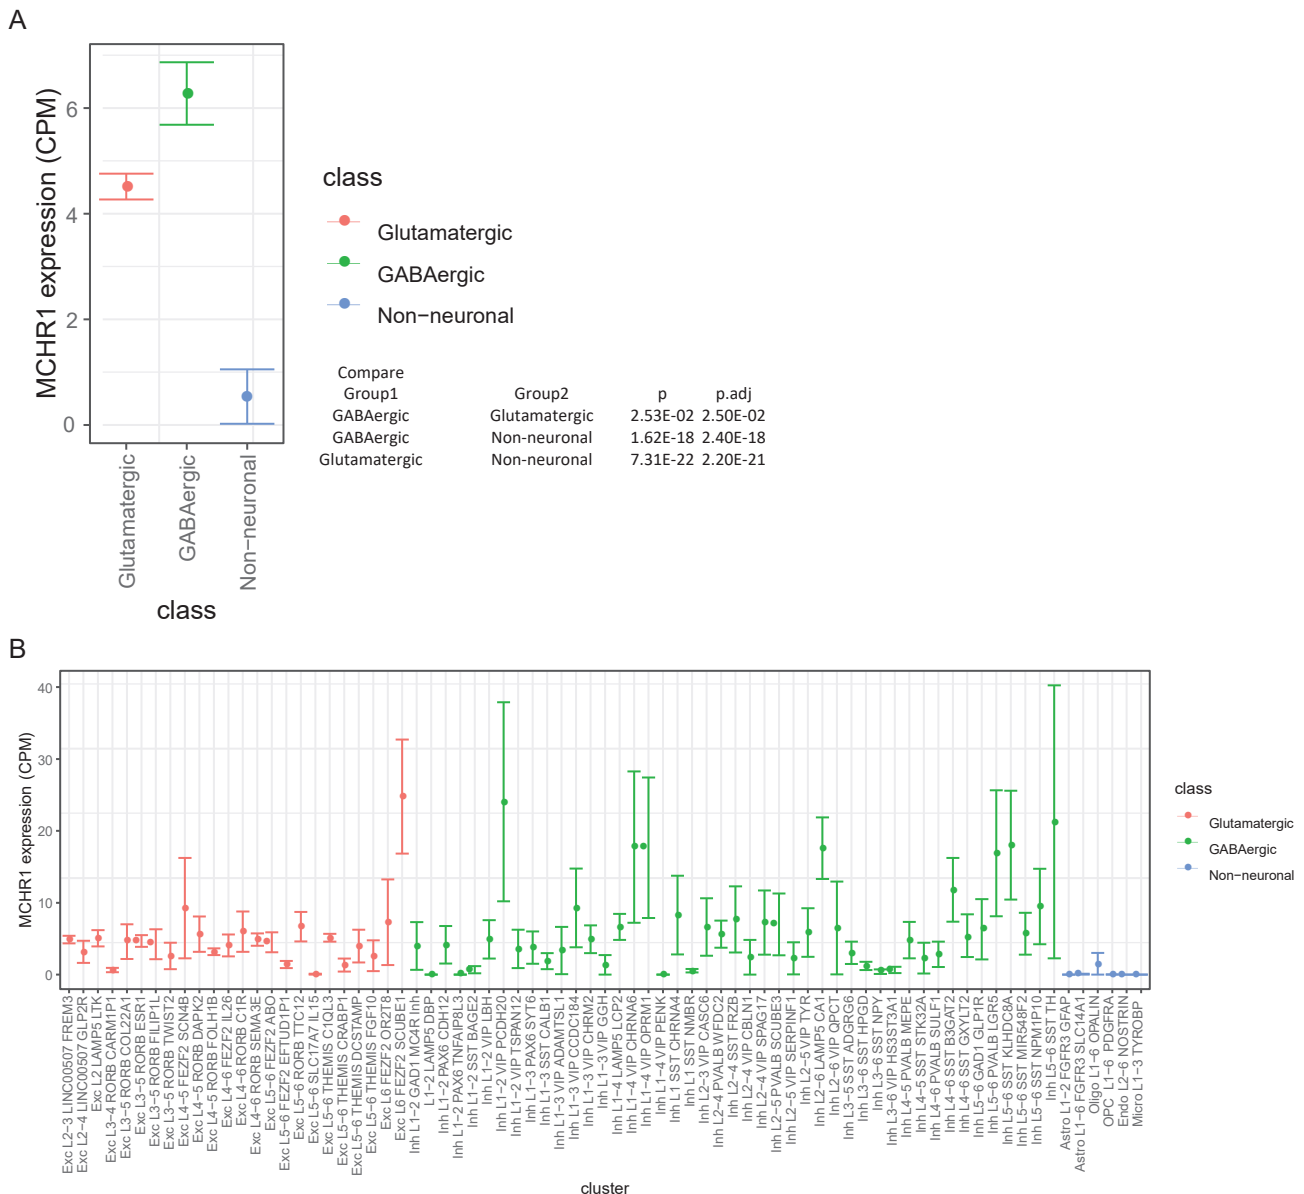 A
MCHR1 expression (CPM)
6
4
2
0
Glutamatergic
GABAergic
Non−neuronal
class
class
Glutamatergic
GABAergic
Non−neuronal
Compare
Group1 Group2 p p.adj
GABAergic Glutamatergic 2.53E-02 2.50E-02
GABAergic Non-neuronal 1.62E-18 2.40E-18
Glutamatergic Non-neuronal 7.31E-22 2.20E-21
B
MCHR1 expression (CPM)
40
30
20
10
0
Exc L2−3 LINC00507 FREM3
Exc L2−4 LINC00507 GLP2R
Exc L2 LAMP5 LTK
Exc L3−4 RORB CARM1P1
Exc L3−5 RORB COL22A1
Exc L3−5 RORB ESR1
Exc L3−5 RORB FILIP1L
Exc L3−5 RORB TWIST2
Exc L4−5 FEZF2 SCN4B
Exc L4−5 RORB DAPK2
Exc L4−5 RORB FOLH1B
Exc L4−6 FEZF2 IL26
Exc L4−6 RORB C1R
Exc L4−6 RORB SEMA3E
Exc L5−6 FEZF2 ABO
Exc L5−6 FEZF2 EFTUD1P1
Exc L5−6 RORB TTC12
Exc L5−6 SLC17A7 IL15
Exc L5−6 THEMIS C1QL3
Exc L5−6 THEMIS CRABP1
Exc L5−6 THEMIS DCSTAMP
Exc L5−6 THEMIS FGF10
Exc L6 FEZF2 OR2T8
Exc L6 FEZF2 SCUBE1
Inh L1−2 GAD1 MC4R Inh
L1−2 LAMP5 DBP
Inh L1−2 PAX6 CDH12
Inh L1−2 PAX6 TNFAIP8L3
Inh L1−2 SST BAGE2
Inh L1−2 VIP LBH
Inh L1−2 VIP PCDH20
Inh L1−2 VIP TSPAN12
Inh L1−3 PAX6 SYT6
Inh L1−3 SST CALB1
Inh L1−3 VIP ADAMTSL1
Inh L1−3 VIP CCDC184
Inh L1−3 VIP CHRM2
Inh L1−3 VIP GGH
Inh L1−4 LAMP5 LCP2
Inh L1−4 VIP CHRNA6
Inh L1−4 VIP OPRM1
Inh L1−4 VIP PENK
Inh L1 SST CHRNA4
Inh L1 SST NMBR
Inh L2−3 VIP CASC6
Inh L2−4 PVALB WFDC2
Inh L2−4 SST FRZB
Inh L2−4 VIP CBLN1
Inh L2−4 VIP SPAG17
Inh L2−5 PVALB SCUBE3
Inh L2−5 VIP SERPINF1
Inh L2−5 VIP TYR
Inh L2−6 LAMP5 CA1
Inh L2−6 VIP QPCT
Inh L3−5 SST ADGRG6
Inh L3−6 SST HPGD
Inh L3−6 SST NPY
Inh L3−6 VIP HS3ST3A1
Inh L4−5 PVALB MEPE
Inh L4−5 SST STK32A
Inh L4−6 PVALB SULF1
Inh L4−6 SST B3GAT2
Inh L4−6 SST GXYLT2
Inh L5−6 GAD1 GLP1R
Inh L5−6 PVALB LGR5
Inh L5−6 SST KLHDC8A
Inh L5−6 SST MIR548F2
Inh L5−6 SST NPM1P10
Inh L5−6 SST TH
Astro L1−2 FGFR3 GFAP
Astro L1−6 FGFR3 SLC14A1
Oligo L1−6 OPALIN
OPC L1−6 PDGFRA
Endo L2−6 NOSTRIN
Micro L1−3 TYROBP
cluster
class
Glutamatergic
GABAergic
Non−neuronal